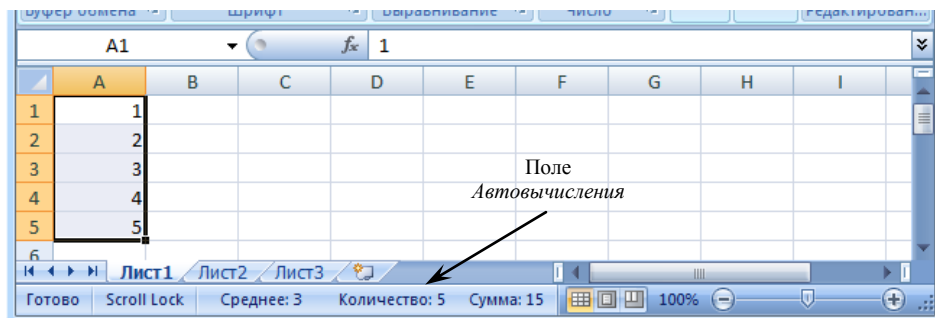 Буфер обмена Шрифт Выравнивание Число Редактирован...
A1 fx 1
A B C D E F G H I
1 1
2 2
3 3 Поле
4 4 Автовычисления
5 5
6
Лист1 Лист2 Лист3
Готово Scroll Lock Среднее: 3 Количество: 5 Сумма: 15 100%